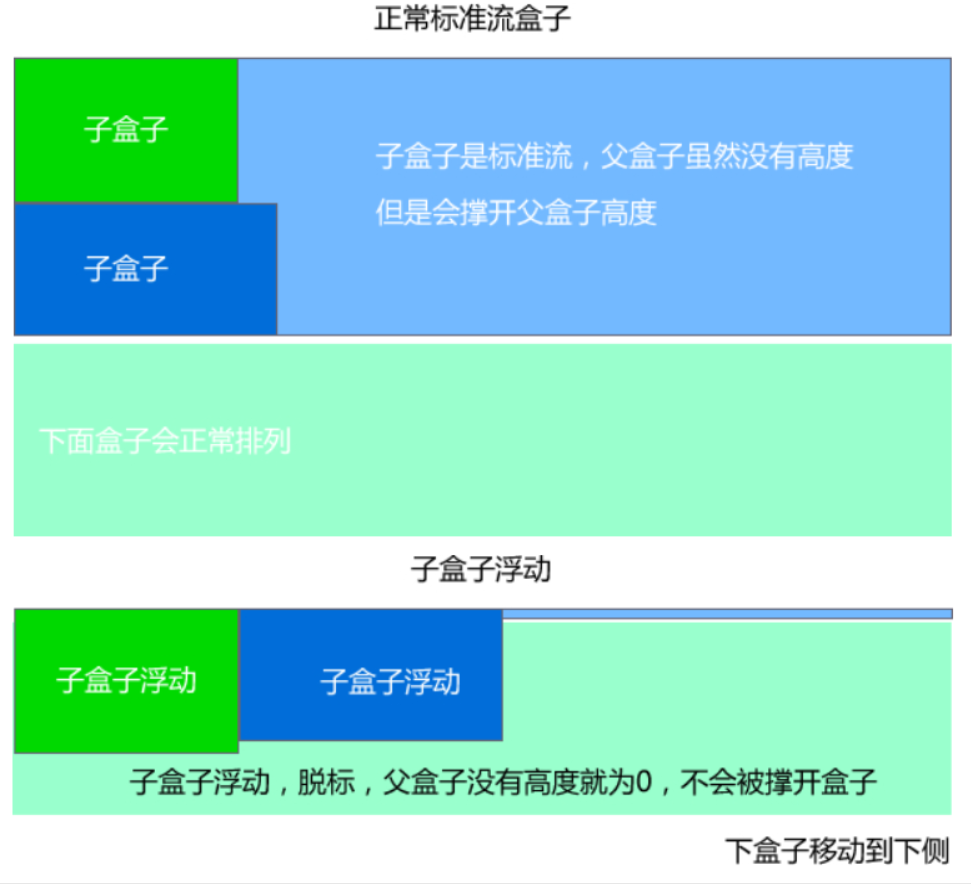 正常标准流盒子
子盒子
子盒子是标准流，父盒子虽然没有高度
但是会撑开父盒子高度
子盒子
下面盒子会正常排列
子盒子浮动
子盒子浮动
子盒子浮动
子盒子浮动，脱标，父盒子没有高度就为0，不会被撑开盒子
下盒子移动到下侧